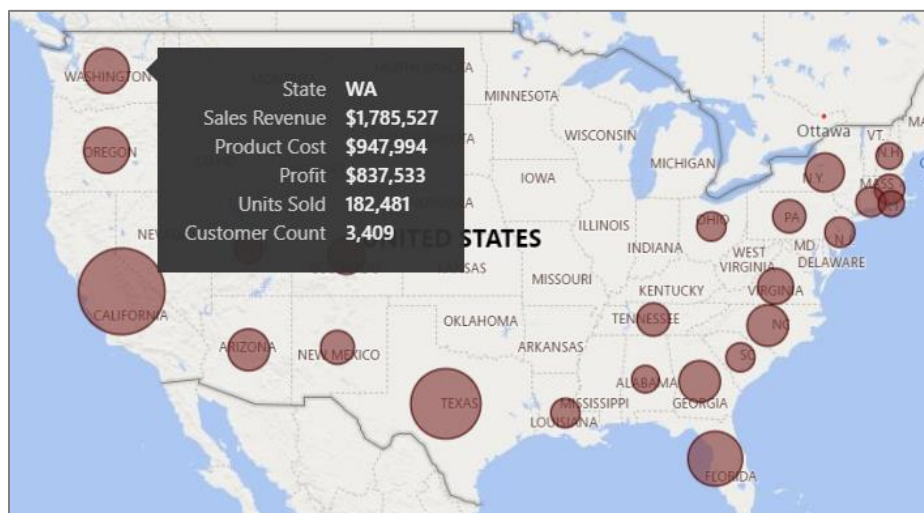 WASHINGTON
State WA
Sales Revenue $1,785,527
Product Cost $947,994
Profit $837,533
Units Sold 182,481
Customer Count 3,409
MINNESOTA
Ottawa
VT.
N.H
OREGON
WISCONSIN
MICHIGAN
N.Y.
MASS
IOWA
OHIO
PA
N.J
ILLINOIS
INDIANA
UNITED STATES
MD
WEST
VIRGINIA
DELAWARE
KANSAS
MISSOURI
KENTUCKY
VIRGINIA
CALIFORNIA
OKLAHOMA
TENNESSEE
NC
ARIZONA
NEW MEXICO
ARKANSAS
SC
ALABAMA
TEXAS
MISSISSIPPI
GEORGIA
LOUISIANA
FLORIDA